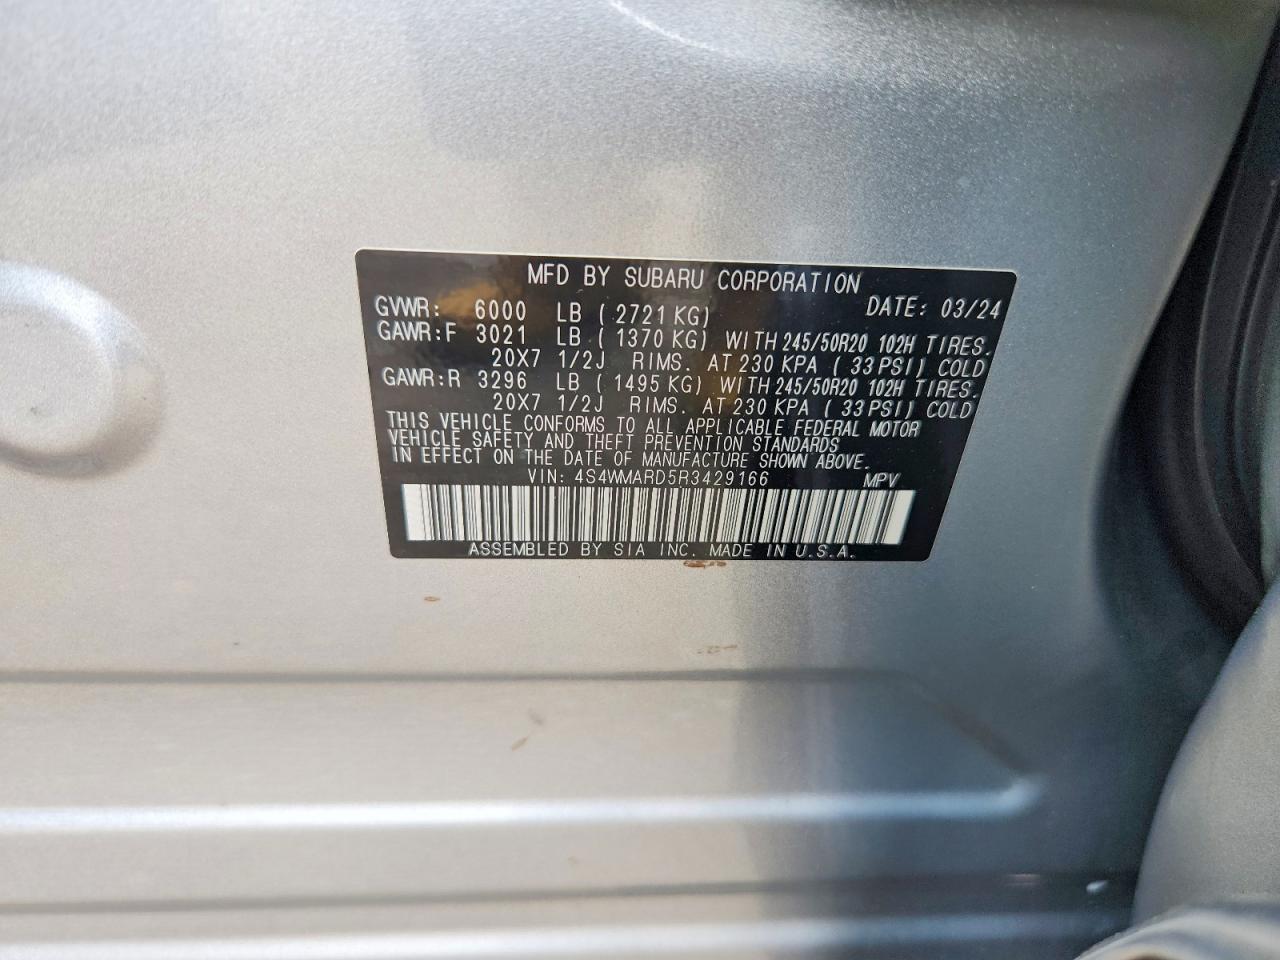 MFD BY SUBARU CORPORATION
GVWR: 6000 LB ( 2721 KG) DATE: 03/24
GAWR:F 3021 LB ( 1370 KG) WITH 245/50R20 102H TIRES.
20X7 1/2J RIMS. AT 230 KPA ( 33 PSI) COLD
GAWR:R 3296 LB ( 1495 KG) WITH 245/50R20 102H TIRES.
20X7 1/2J RIMS. AT 230 KPA ( 33 PSI) COLD
THIS VEHICLE CONFORMS TO ALL APPLICABLE FEDERAL MOTOR
VEHICLE SAFETY AND THEFT PREVENTION STANDARDS
IN EFFECT ON THE DATE OF MANUFACTURE SHOWN ABOVE.
VIN: 4S4WMARD5R3429166 MPV
ASSEMBLED BY SIA INC. MADE IN U.S.A.